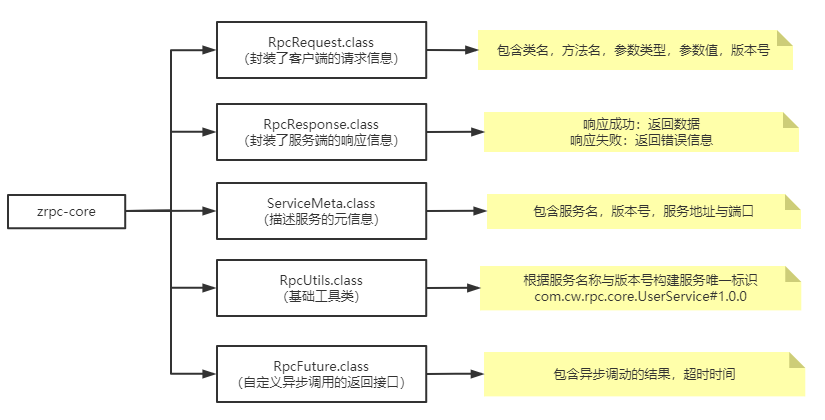 zrpc-core
RpcRequest.class
(封装了客户端的请求信息)
包含类名，方法名，参数类型，参数值，版本号
RpcResponse.class
(封装了服务端的响应信息)
响应成功：返回数据
响应失败：返回错误信息
ServiceMeta.class
(描述服务的元信息)
包含服务名，版本号，服务地址与端口
RpcUtils.class
(基础工具类)
根据服务名称与版本号构建服务唯一标识
com.cw.rpc.core.UserService#1.0.0
RpcFuture.class
(自定义异步调用的返回接口)
包含异步调动的结果，超时时间